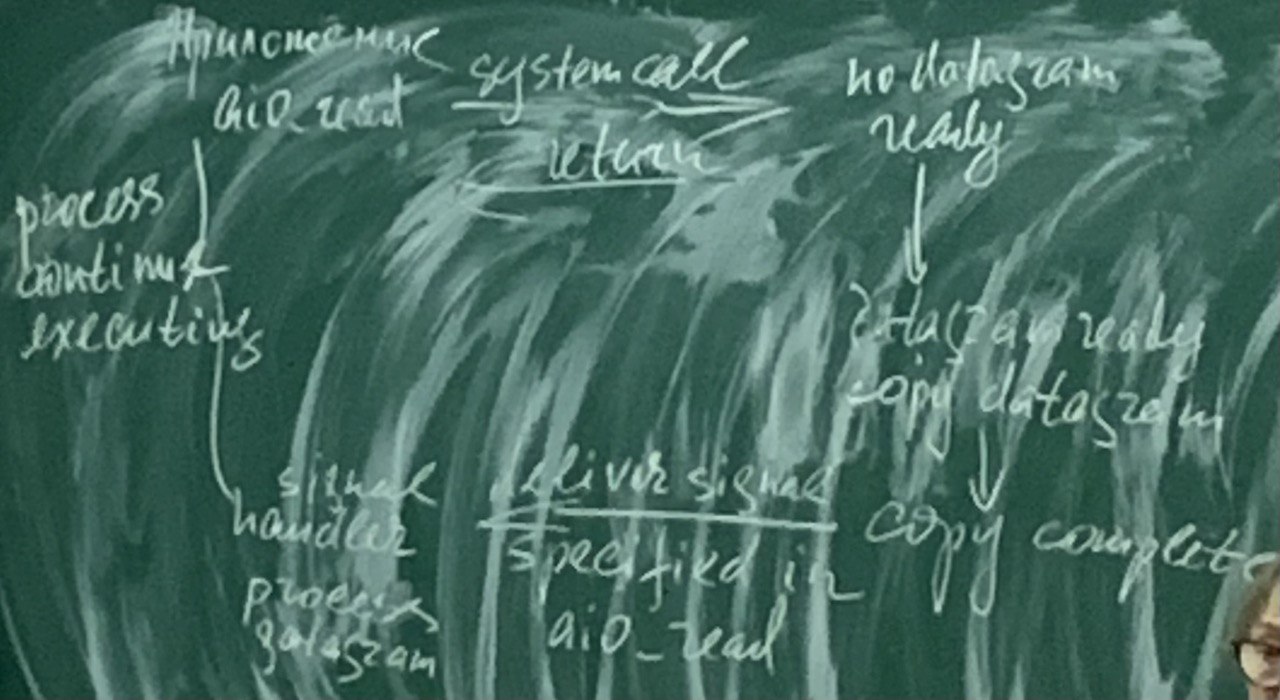 Приложение
aio_read
system call
return
no datagram
ready
process
continue
executing
datagram ready
copy datagram
signal
handler
process
datagram
deliver signal
specified in
aio_read
copy complete